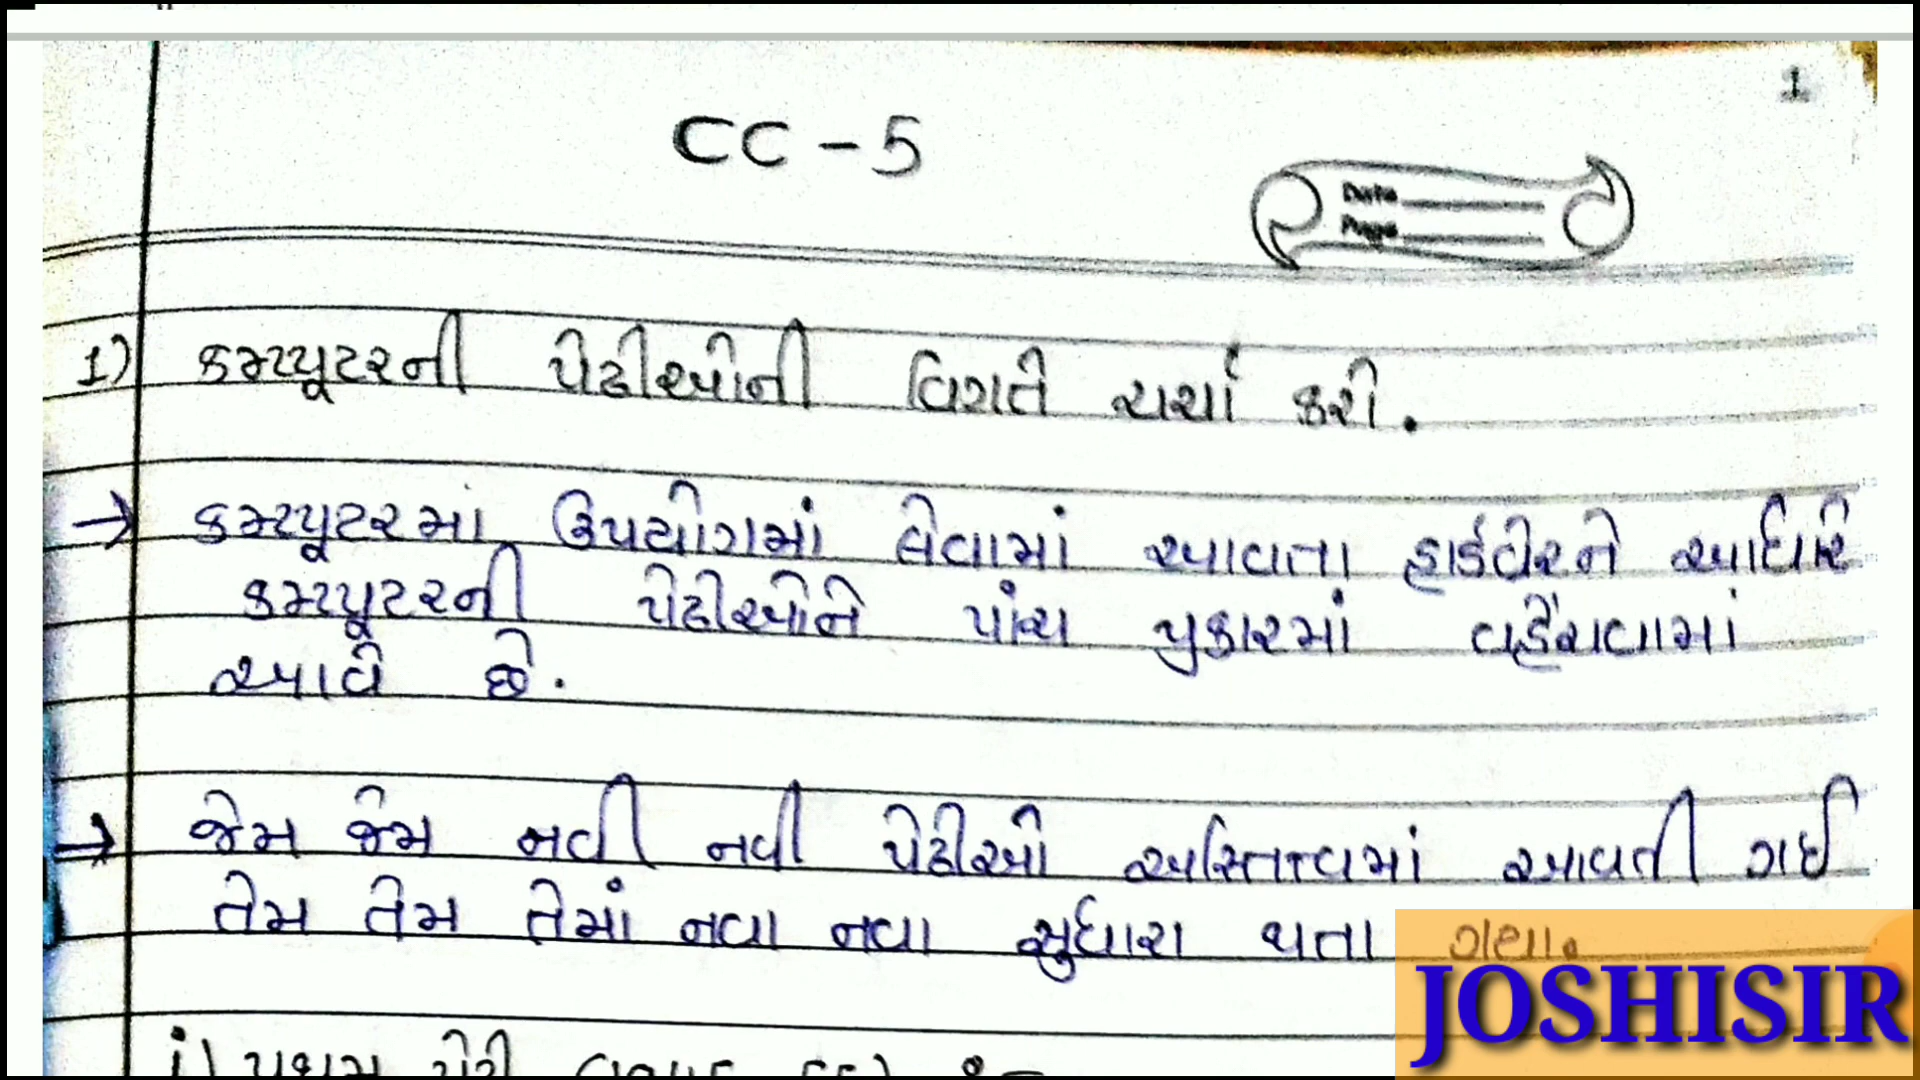 1
CC - 5
Date
Page
1) કમ્પ્યૂટરની પેઢીઓની વિગતે ચર્ચા કરો.
→ કમ્પ્યૂટરમાં ઉપયોગમાં લેવામાં આવતા હાર્ડવેરને આધારે
કમ્પ્યૂટરની પેઢીઓને પાંચ પ્રકારમાં વહેંચવામાં
આવે છે.
→ જેમ જેમ નવી નવી પેઢીઓ અસ્તિત્વમાં આવતી ગઈ
તેમ તેમ તેમાં નવા નવા સુધારા થતા ગયા.
JOSHISIR
i) પ્રથમ પેઢી